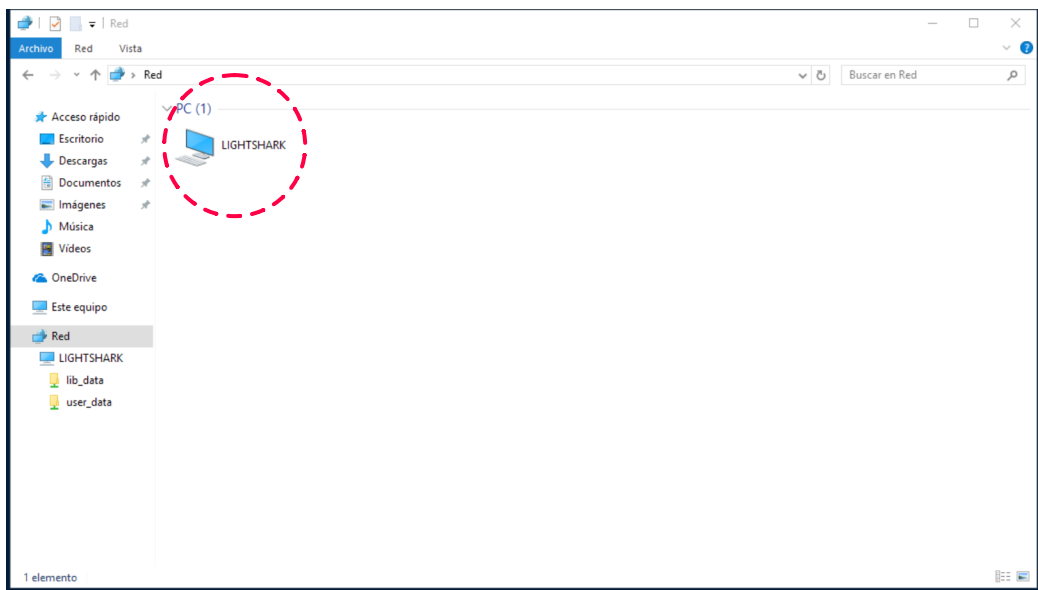 Red
Archivo Red Vista
Red
Buscar en Red
Acceso rápido
Escritorio
Descargas
Documentos
Imágenes
Música
Vídeos
OneDrive
Este equipo
Red
LIGHTSHARK
lib_data
user_data
PC (1)
LIGHTSHARK
1 elemento